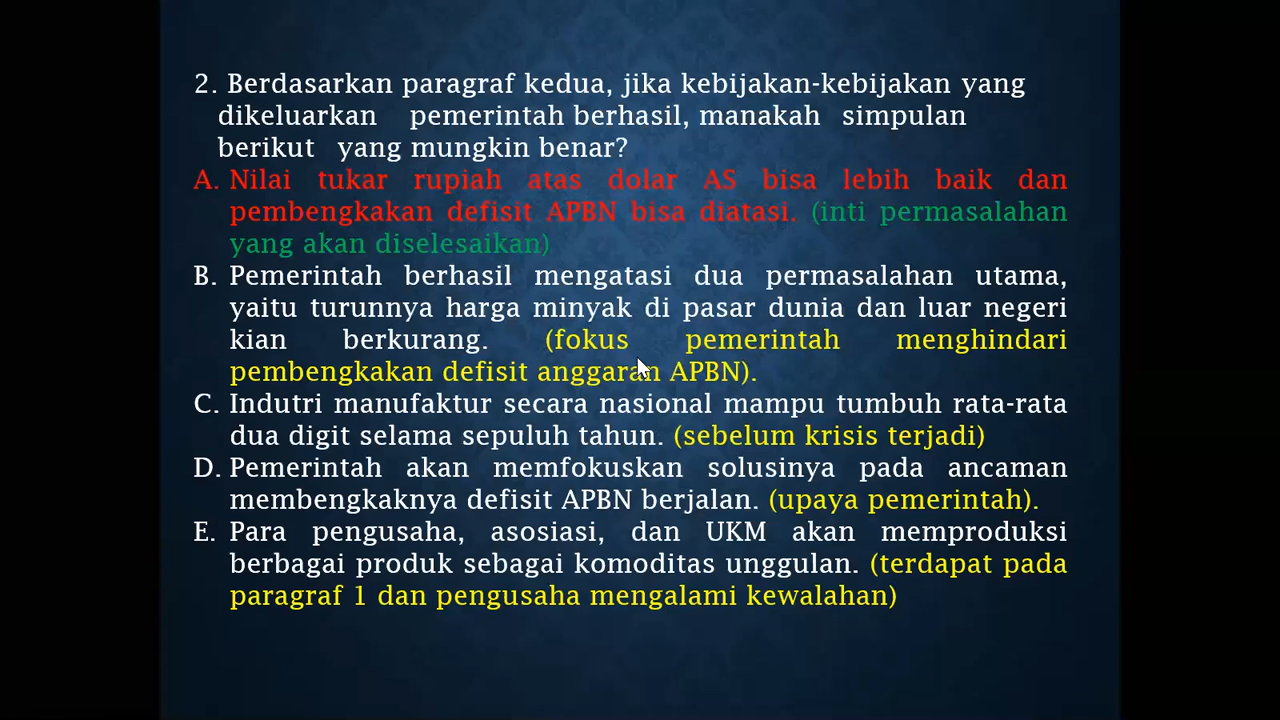 2. Berdasarkan paragraf kedua, jika kebijakan-kebijakan yang
dikeluarkan pemerintah berhasil, manakah simpulan
berikut yang mungkin benar?
A. Nilai tukar rupiah atas dolar AS bisa lebih baik dan
pembengkakan defisit APBN bisa diatasi. (inti permasalahan
yang akan diselesaikan)
B. Pemerintah berhasil mengatasi dua permasalahan utama,
yaitu turunnya harga minyak di pasar dunia dan luar negeri
kian berkurang. (fokus pemerintah menghindari
pembengkakan defisit anggaran APBN).
C. Indutri manufaktur secara nasional mampu tumbuh rata-rata
dua digit selama sepuluh tahun. (sebelum krisis terjadi)
D. Pemerintah akan memfokuskan solusinya pada ancaman
membengkaknya defisit APBN berjalan. (upaya pemerintah).
E. Para pengusaha, asosiasi, dan UKM akan memproduksi
berbagai produk sebagai komoditas unggulan. (terdapat pada
paragraf 1 dan pengusaha mengalami kewalahan)